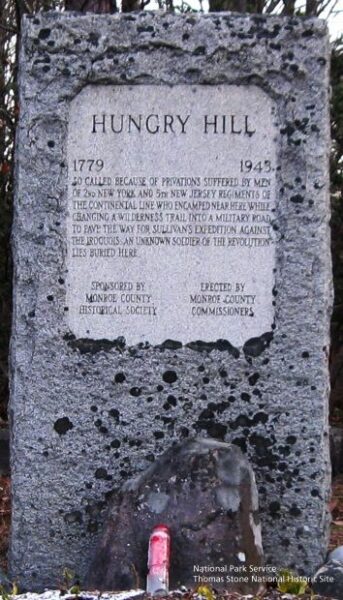 HUNGRY HILL
1779 1945
SO CALLED BECAUSE OF PRIVATIONS SUFFERED BY MEN
OF 2ND NEW YORK AND 5TH NEW JERSEY REGIMENTS OF
THE CONTINENTAL LINE WHO ENCAMPED NEAR HERE WHILE
CHANGING A WILDERNESS TRAIL INTO A MILITARY ROAD
TO PAVE THE WAY FOR SULLIVAN'S EXPEDITION AGAINST
THE IROQUOIS. AN UNKNOWN SOLDIER OF THE REVOLUTION
LIES BURIED HERE.
SPONSORED BY
MONROE COUNTY
HISTORICAL SOCIETY
ERECTED BY
MONROE COUNTY
COMMISSIONERS
National Park Service
Thomas Stone National Historic Site